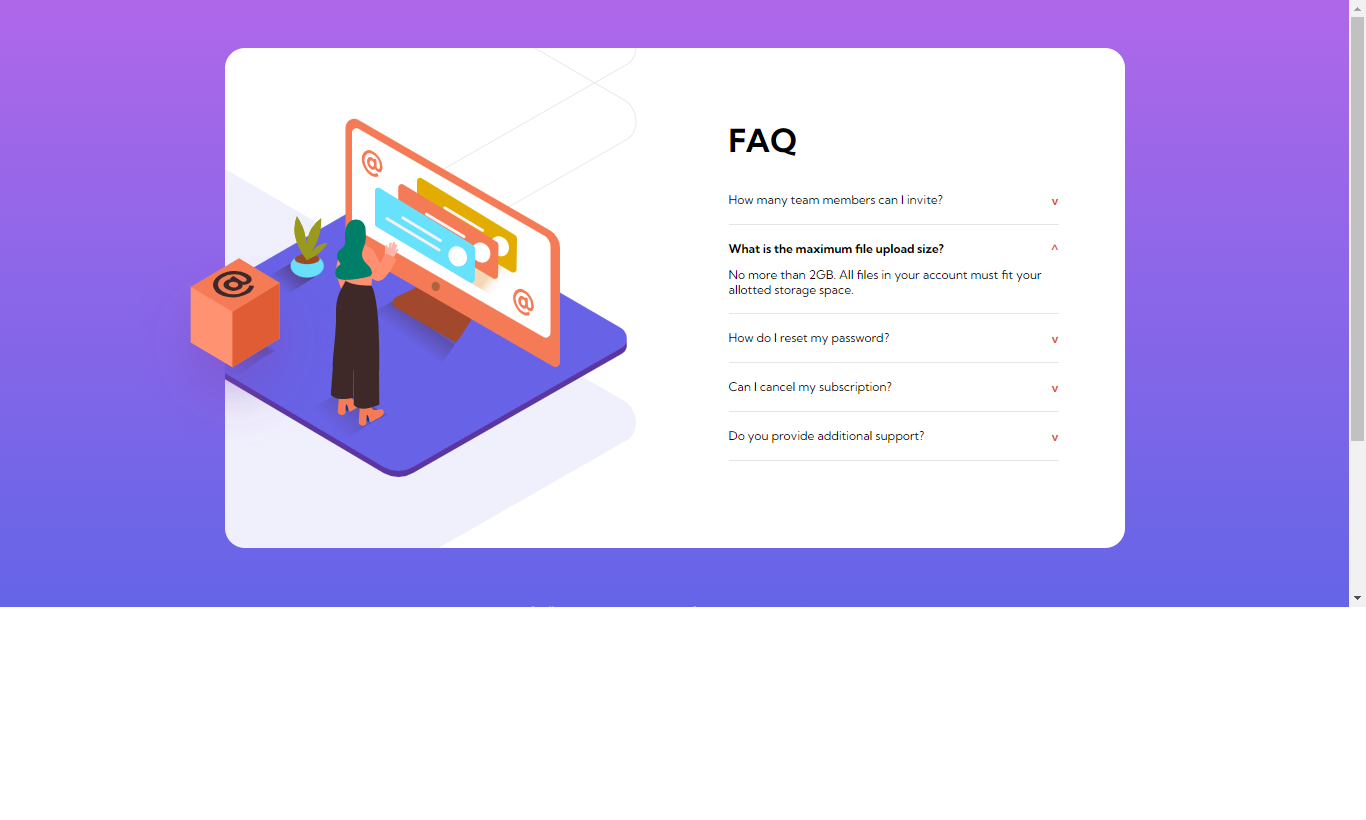 @
@
@
FAQ
How many team members can I invite? v
What is the maximum file upload size? ^
No more than 2GB. All files in your account must fit your
allotted storage space.
How do I reset my password? v
Can I cancel my subscription? v
Do you provide additional support? v